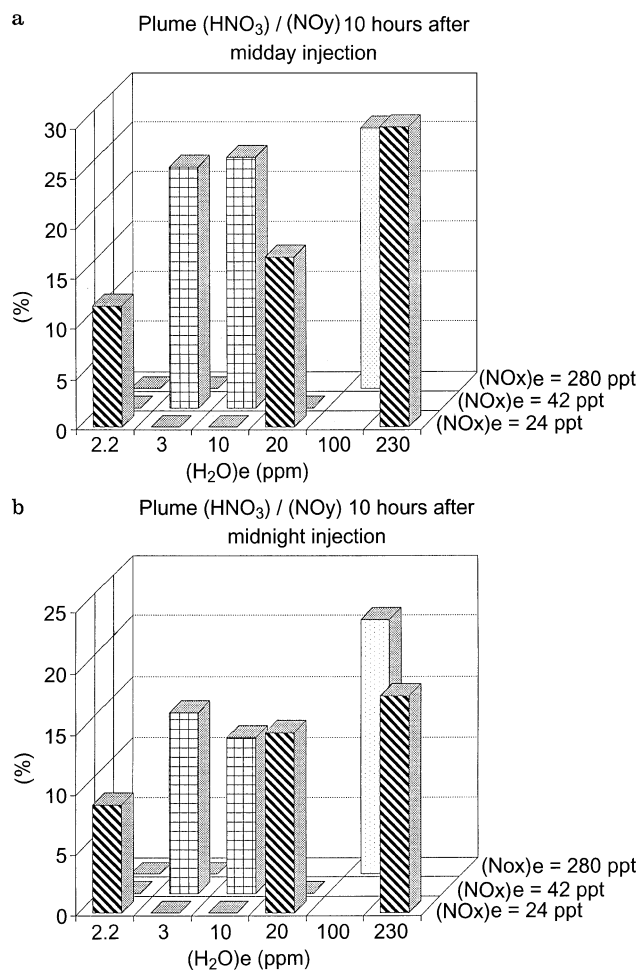 a
Plume (HNO₃) / (NOy) 10 hours after
midday injection
30
25
20
15
10
5
0
(%)
2.2 3 10 20 100 230
(H₂O)e (ppm)
(NOx)e = 280 ppt
(NOx)e = 42 ppt
(NOx)e = 24 ppt
b
Plume (HNO₃) / (NOy) 10 hours after
midnight injection
25
20
15
10
5
0
(%)
2.2 3 10 20 100 230
(H₂O)e (ppm)
(Nox)e = 280 ppt
(NOx)e = 42 ppt
(NOx)e = 24 ppt